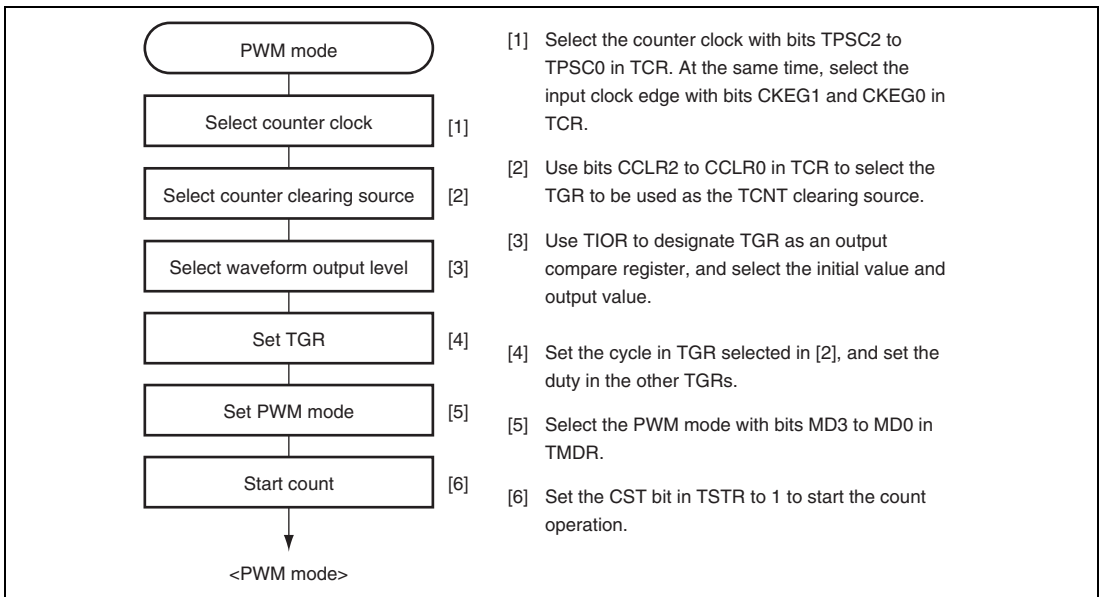 PWM mode
Select counter clock
[1]
Select counter clearing source
[2]
Select waveform output level
[3]
Set TGR
[4]
Set PWM mode
[5]
Start count
[6]
<PWM mode>
[1] Select the counter clock with bits TPSC2 to
TPSC0 in TCR. At the same time, select the
input clock edge with bits CKEG1 and CKEG0 in
TCR.
[2] Use bits CCLR2 to CCLR0 in TCR to select the
TGR to be used as the TCNT clearing source.
[3] Use TIOR to designate TGR as an output
compare register, and select the initial value and
output value.
[4] Set the cycle in TGR selected in [2], and set the
duty in the other TGRs.
[5] Select the PWM mode with bits MD3 to MD0 in
TMDR.
[6] Set the CST bit in TSTR to 1 to start the count
operation.